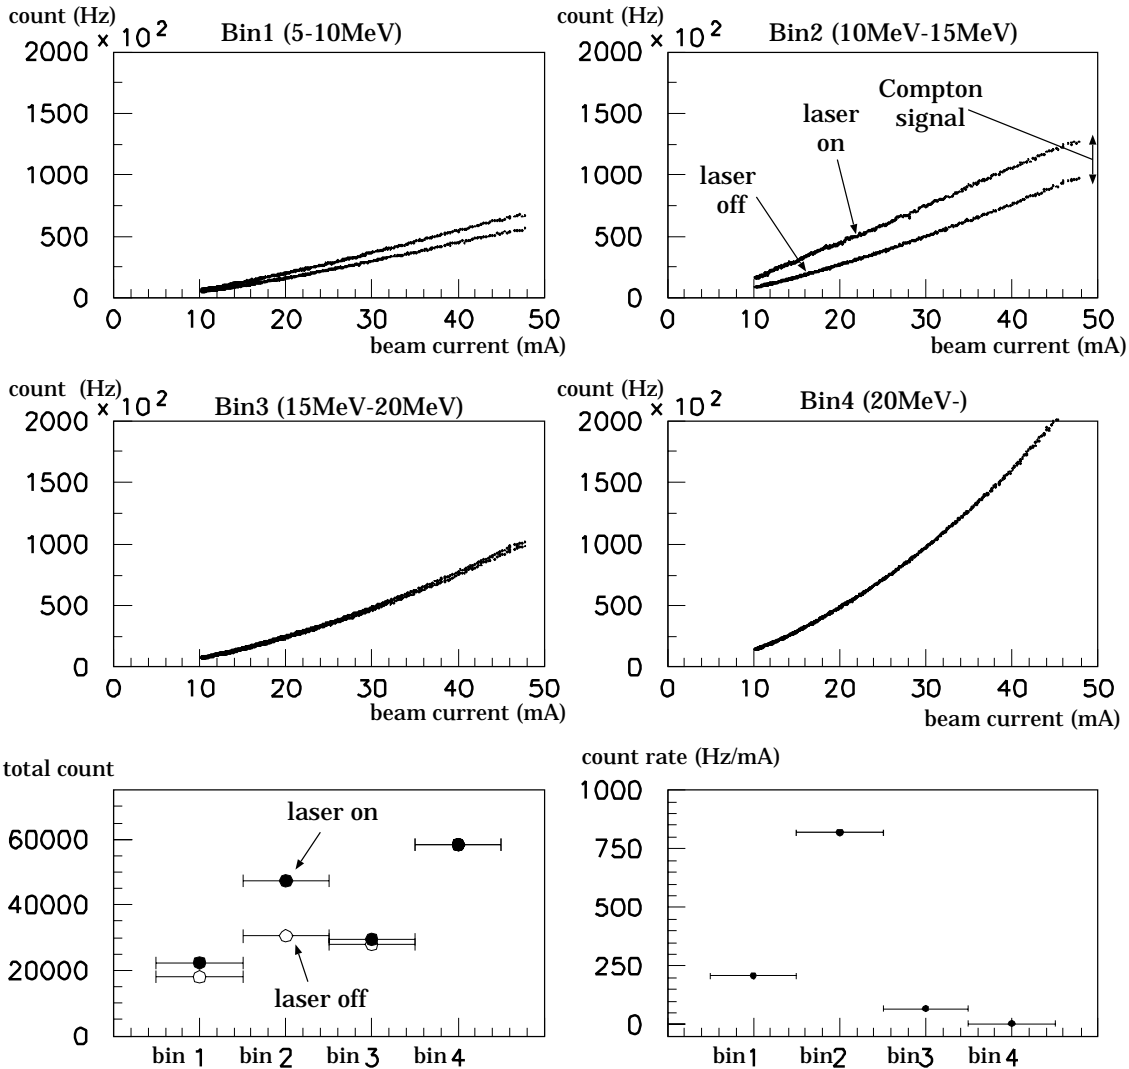 count (Hz)
× 10²
Bin1 (5-10MeV)
2000
1500
1000
500
0
0 10 20 30 40 50
beam current (mA)
count (Hz)
× 10²
Bin2 (10MeV-15MeV)
2000
1500
1000
500
0
laser
on
laser
off
Compton
signal
0 10 20 30 40 50
beam current (mA)
count (Hz)
× 10²
Bin3 (15MeV-20MeV)
2000
1500
1000
500
0
0 10 20 30 40 50
beam current (mA)
count (Hz)
× 10²
Bin4 (20MeV-)
2000
1500
1000
500
0
0 10 20 30 40 50
beam current (mA)
total count
60000
40000
20000
0
laser on
laser off
bin 1 bin 2 bin 3 bin 4
count rate (Hz/mA)
1000
750
500
250
0
bin1 bin2 bin3 bin4